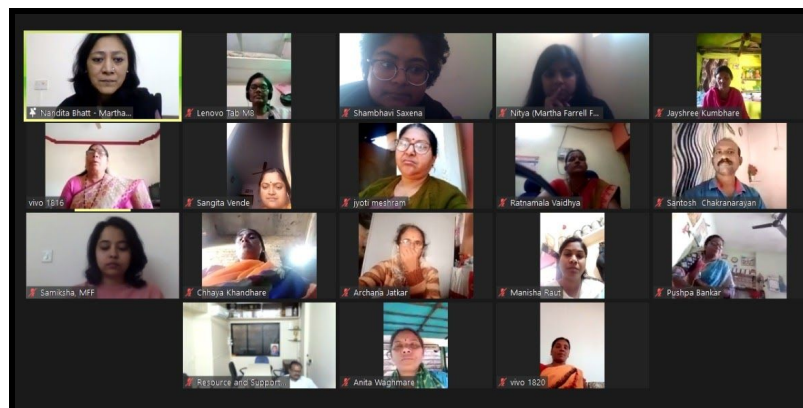 Nandita Bhatt - Martha...
Lenovo Tab M8
Shambhavi Saxena
Nitya (Martha Farrell F...
Jayshree Kumbhare
vivo 1816
Sangita Vende
jyoti meshram
Ratnamala Vaidhya
Santosh Chakranarayan
Samiksha, MFF
Chhaya Khandhare
Archana Jatkar
Manisha Raut
Pushpa Bankar
Resource and Support...
Anita Waghmare
vivo 1820